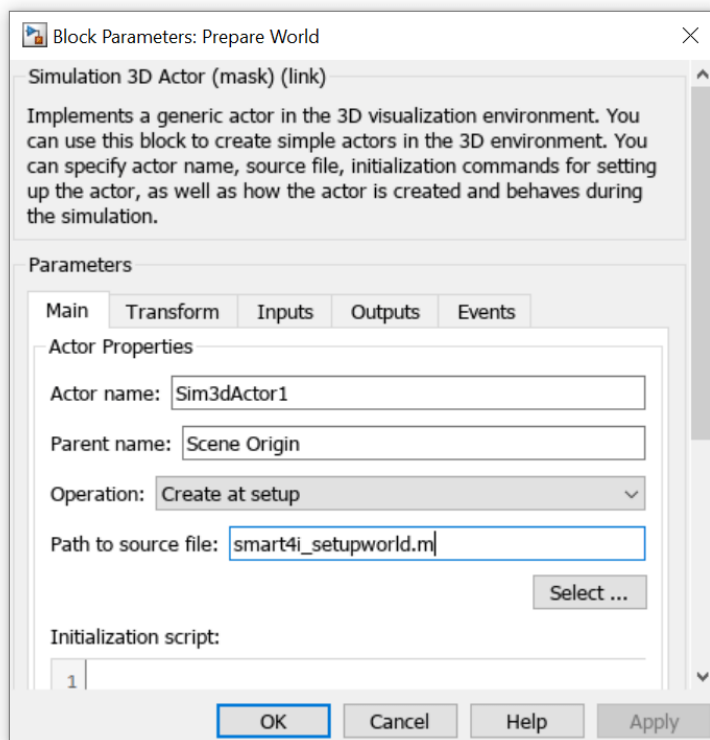 Block Parameters: Prepare World
Simulation 3D Actor (mask) (link)
Implements a generic actor in the 3D visualization environment. You
can use this block to create simple actors in the 3D environment. You
can specify actor name, source file, initialization commands for setting
up the actor, as well as how the actor is created and behaves during
the simulation.
Parameters
Main Transform Inputs Outputs Events
Actor Properties
Actor name: Sim3dActor1
Parent name: Scene Origin
Operation: Create at setup
Path to source file: smart4i_setupworld.m
Select ...
Initialization script:
1
OK Cancel Help Apply